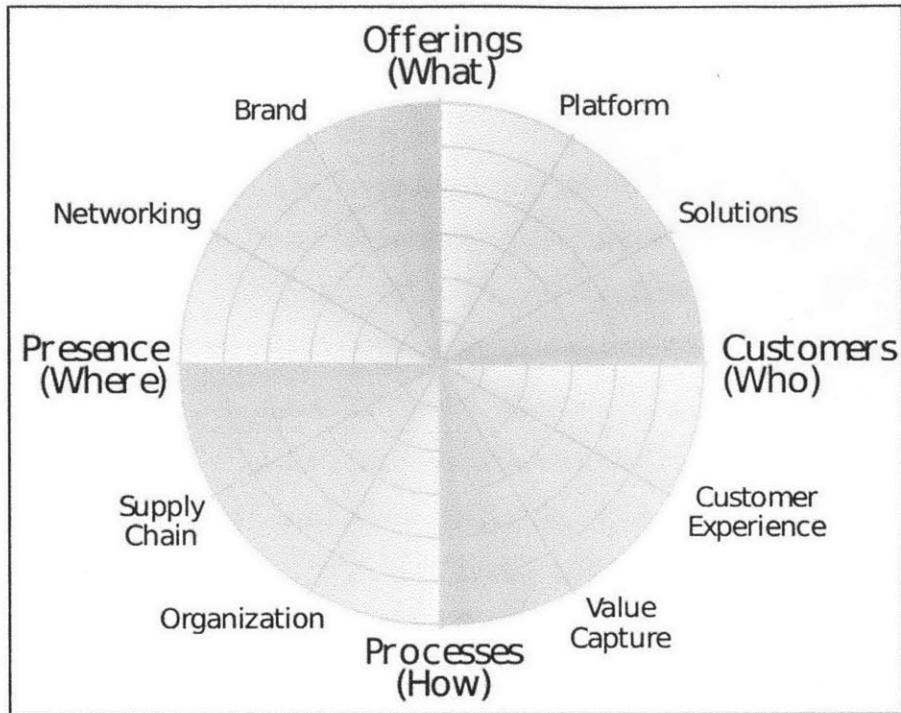 Offerings
(What)
Brand
Platform
Networking
Solutions
Presence
(Where)
Customers
(Who)
Supply
Chain
Customer
Experience
Organization
Value
Capture
Processes
(How)